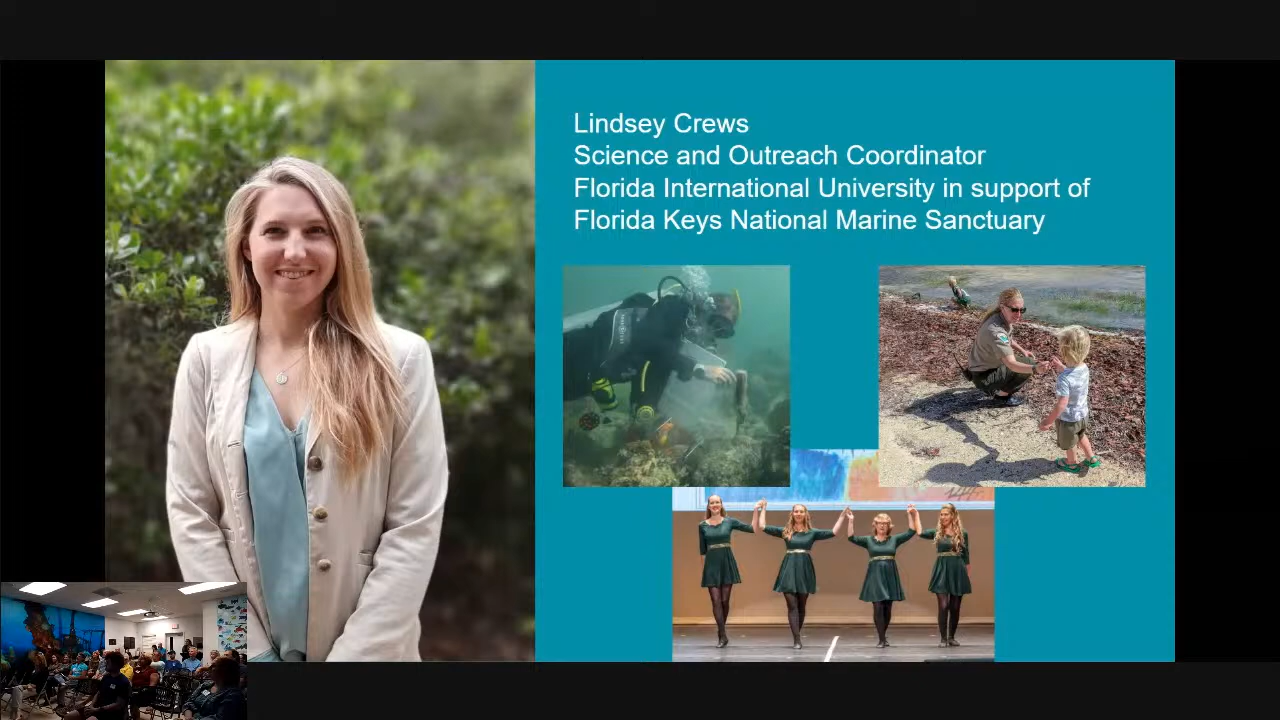 Lindsey Crews
Science and Outreach Coordinator
Florida International University in support of
Florida Keys National Marine Sanctuary